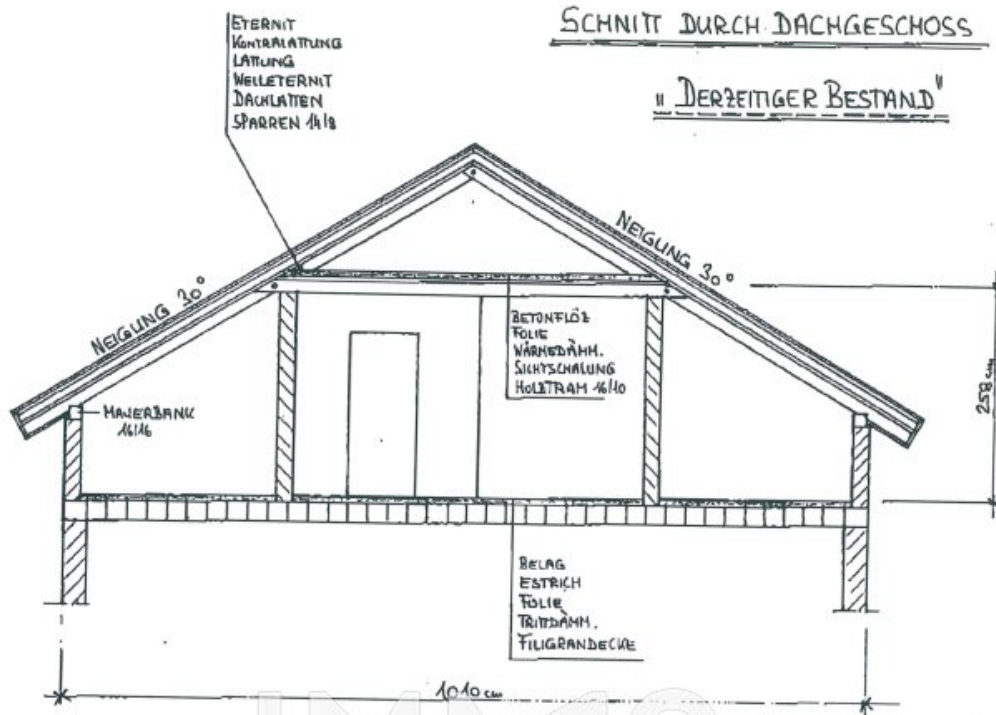 SCHNITT DURCH DACHGESCHOSS
"DERZEITIGER BESTAND"
ETERNIT
KONTRALATTUNG
LATTUNG
WELLETERNIT
DACHLATTEN
SPARREN 14/8
NEIGUNG 30°
NEIGUNG 30°
BETONFLÖZ
FOLIE
WÄRMEDÄMM.
SICHTSCHALUNG
HOLZTRAM 16/10
258 cm
MAUERBANK
16/16
BELAG
ESTRICH
FOLIE
TRITTDÄMM.
FILIGRANDECKE
1010 cm